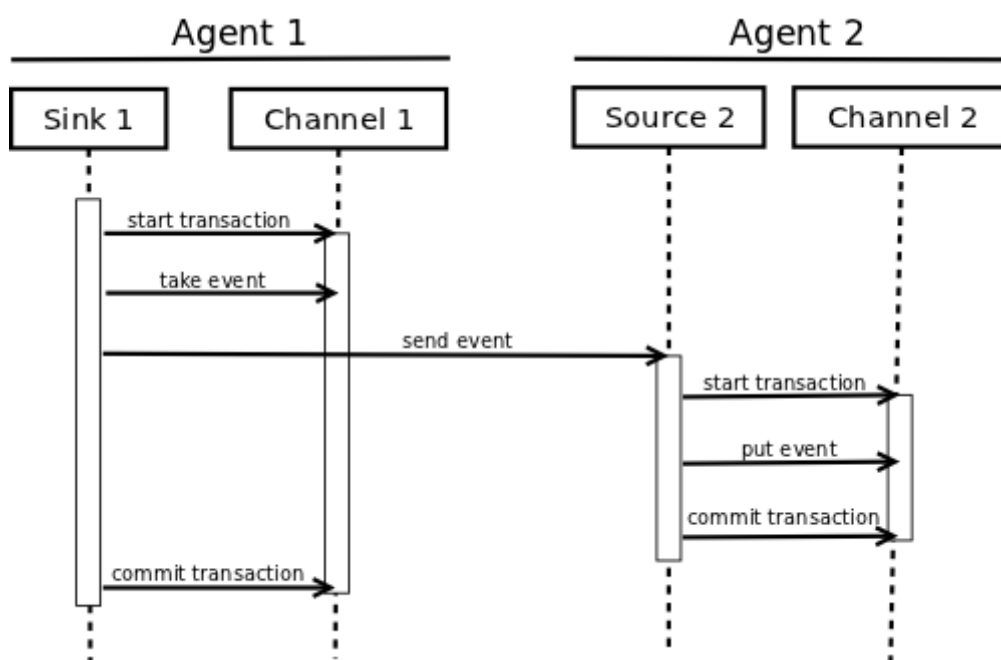 Agent 1
Agent 2
Sink 1
Channel 1
Source 2
Channel 2
start transaction
take event
send event
start transaction
put event
commit transaction
commit transaction